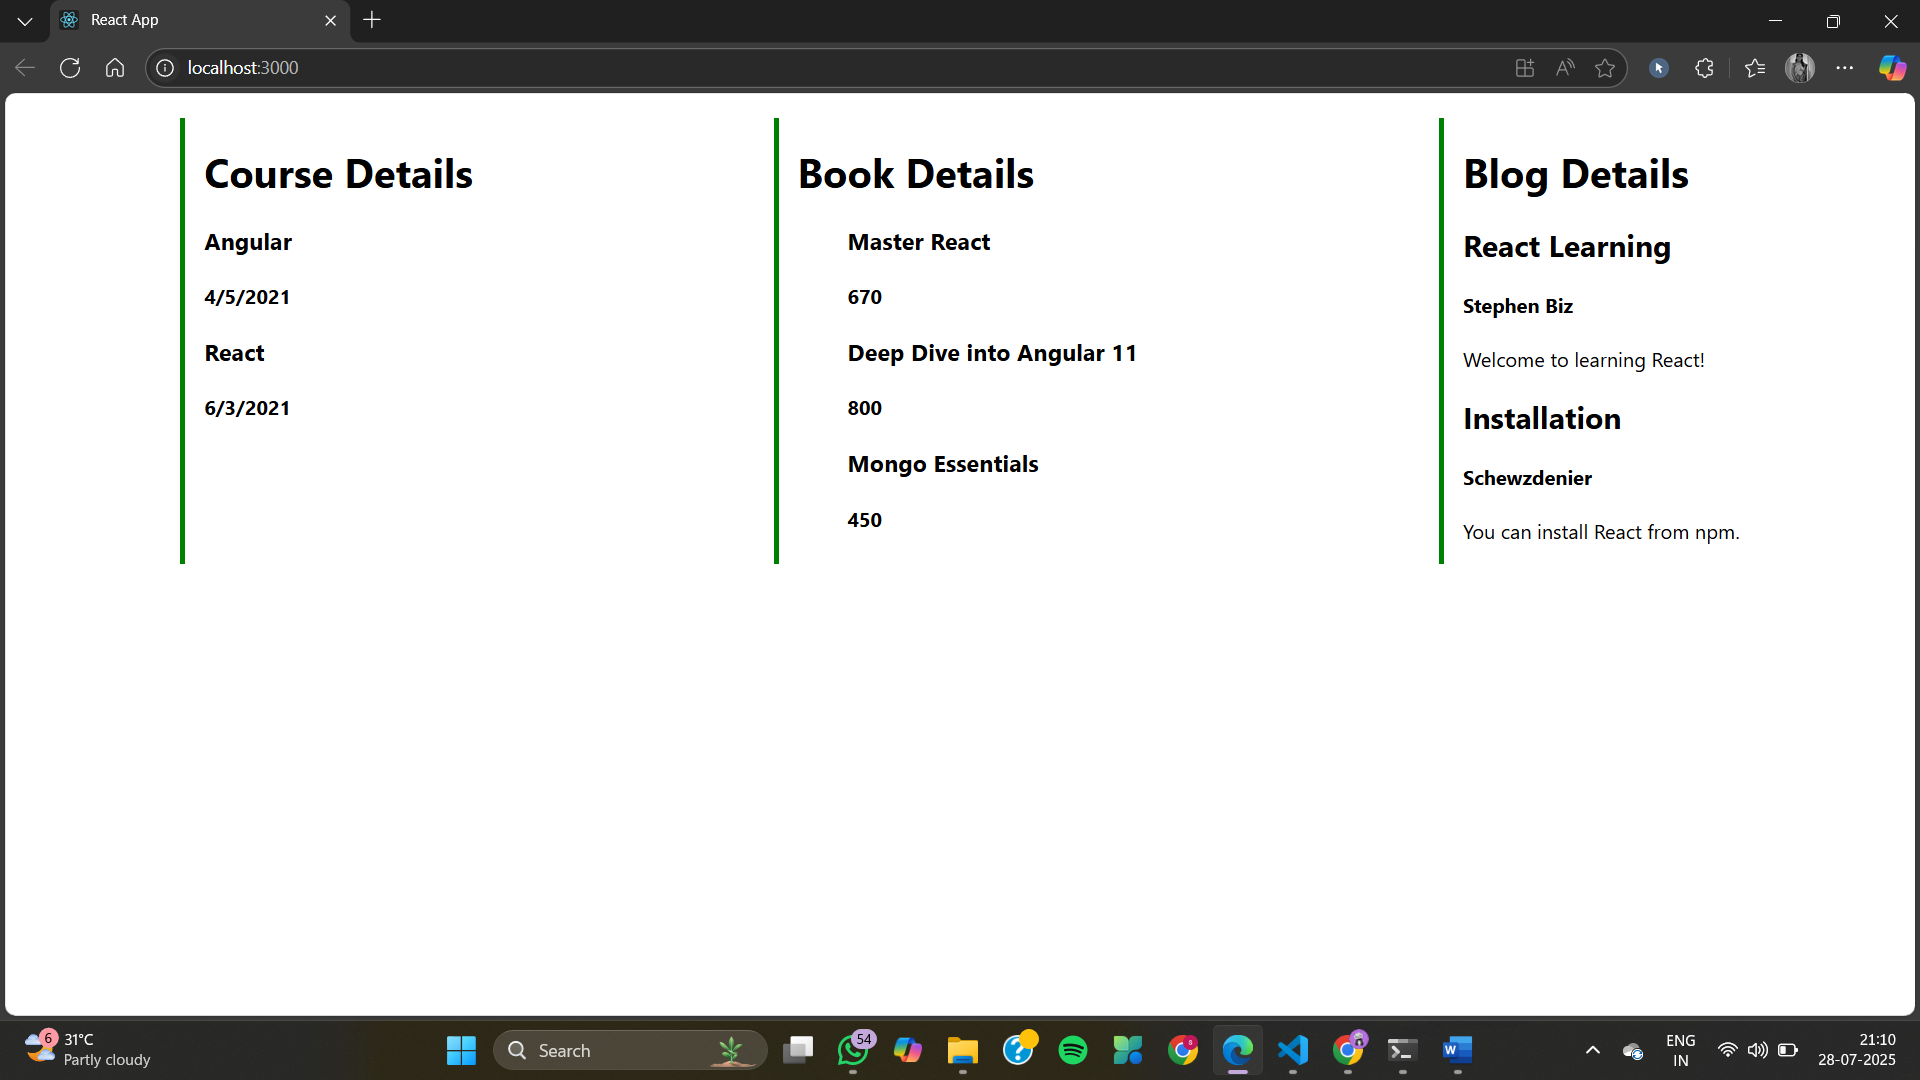 React App
localhost:3000
Course Details
Angular
4/5/2021
React
6/3/2021
Book Details
Master React
670
Deep Dive into Angular 11
800
Mongo Essentials
450
Blog Details
React Learning
Stephen Biz
Welcome to learning React!
Installation
Schewzdenier
You can install React from npm.
6
31°C
Partly cloudy
Search
54
8
ENG
IN
21:10
28-07-2025